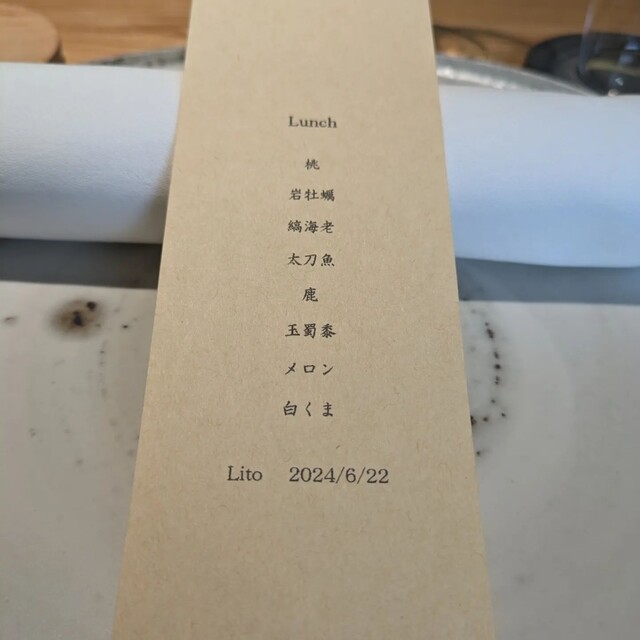 Lunch
桃
岩牡蠣
縞海老
太刀魚
鹿
玉蜀黍
メロン
白くま
Lito 2024/6/22